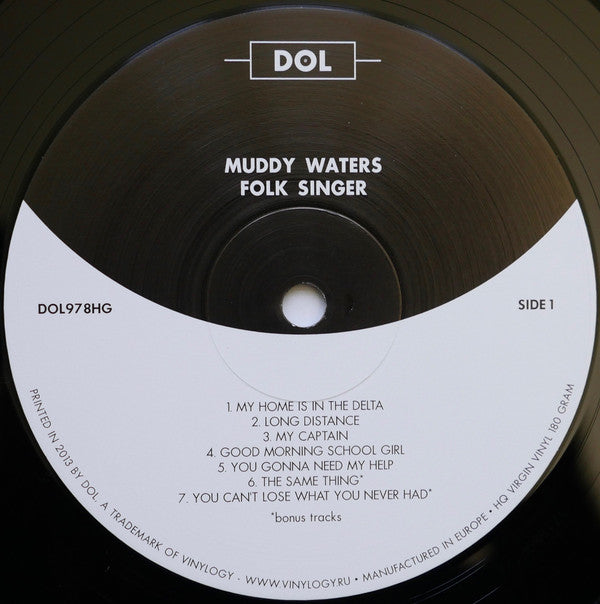 DOL
MUDDY WATERS
FOLK SINGER
DOL978HG
SIDE 1
1. MY HOME IS IN THE DELTA
2. LONG DISTANCE
3. MY CAPTAIN
4. GOOD MORNING SCHOOL GIRL
5. YOU GONNA NEED MY HELP
6. THE SAME THING*
7. YOU CAN'T LOSE WHAT YOU NEVER HAD*
*bonus tracks
PRINTED IN 2013 BY DOL. A TRADEMARK OF VINYLOGY - WWW.VINYLOGY.RU • MANUFACTURED IN EUROPE • HQ VIRGIN VINYL 180 GRAM